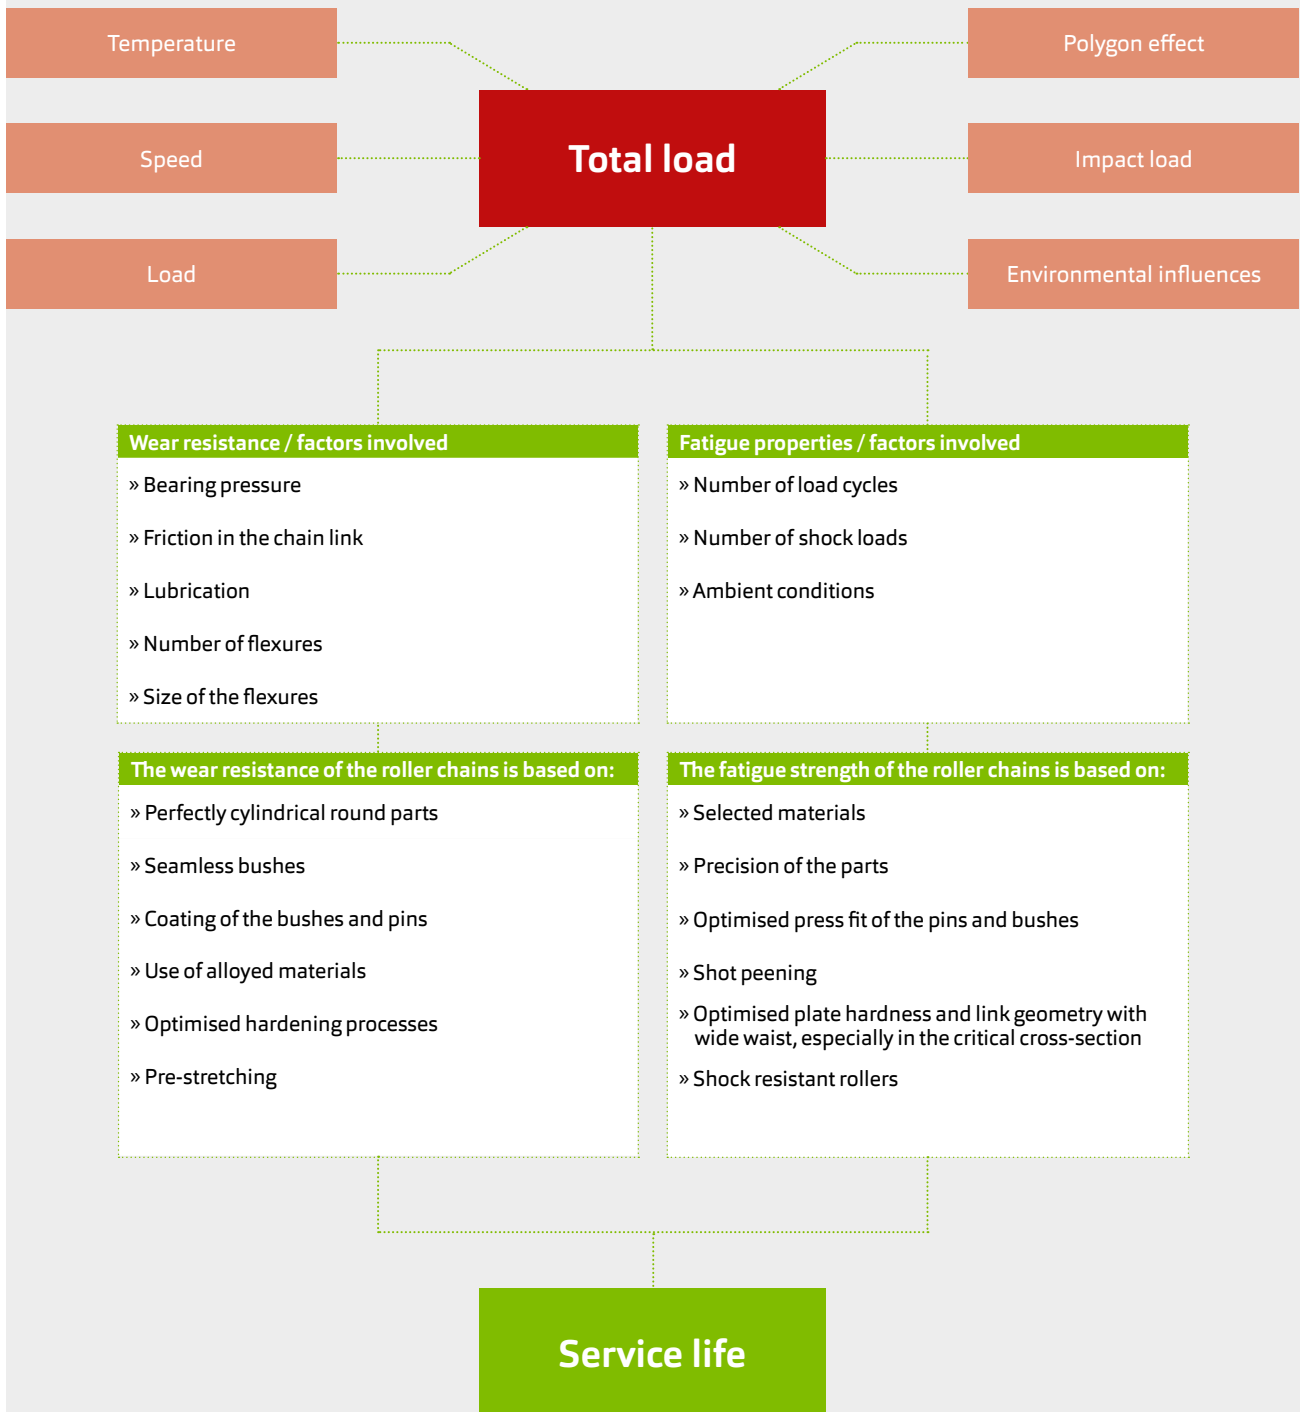 Temperature
Polygon effect
Total load
Speed
Impact load
Load
Environmental influences
Wear resistance / factors involved
» Bearing pressure
» Friction in the chain link
» Lubrication
» Number of flexures
» Size of the flexures
Fatigue properties / factors involved
» Number of load cycles
» Number of shock loads
» Ambient conditions
The wear resistance of the roller chains is based on:
» Perfectly cylindrical round parts
» Seamless bushes
» Coating of the bushes and pins
» Use of alloyed materials
» Optimised hardening processes
» Pre-stretching
The fatigue strength of the roller chains is based on:
» Selected materials
» Precision of the parts
» Optimised press fit of the pins and bushes
» Shot peening
» Optimised plate hardness and link geometry with
wide waist, especially in the critical cross-section
» Shock resistant rollers
Service life